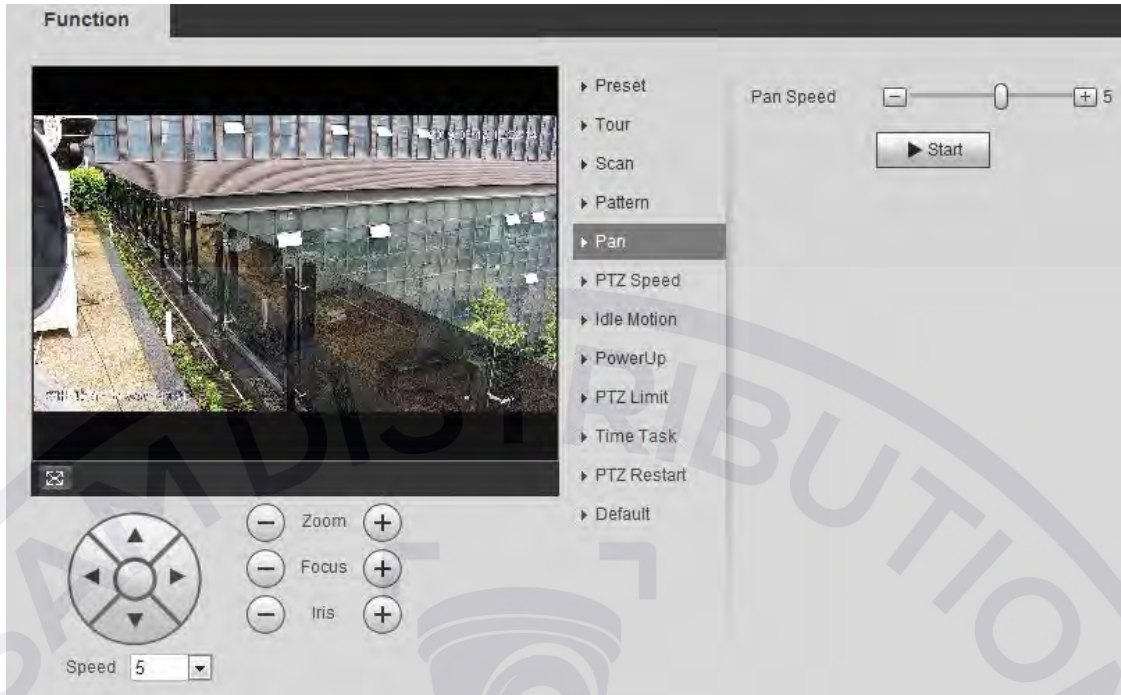 Function
Preset
Tour
Scan
Pattern
Pan
PTZ Speed
Idle Motion
PowerUp
PTZ Limit
Time Task
PTZ Restart
Default
Pan Speed 5
Start
Zoom
Focus
Iris
Speed 5
DISTRIBUTION